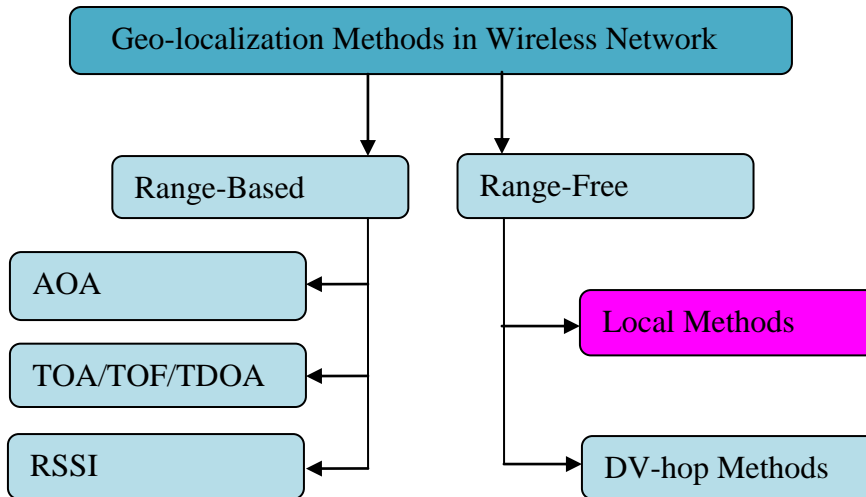 Geo-localization Methods in Wireless Network
Range-Based
Range-Free
AOA
Local Methods
TOA/TOF/TDOA
RSSI
DV-hop Methods